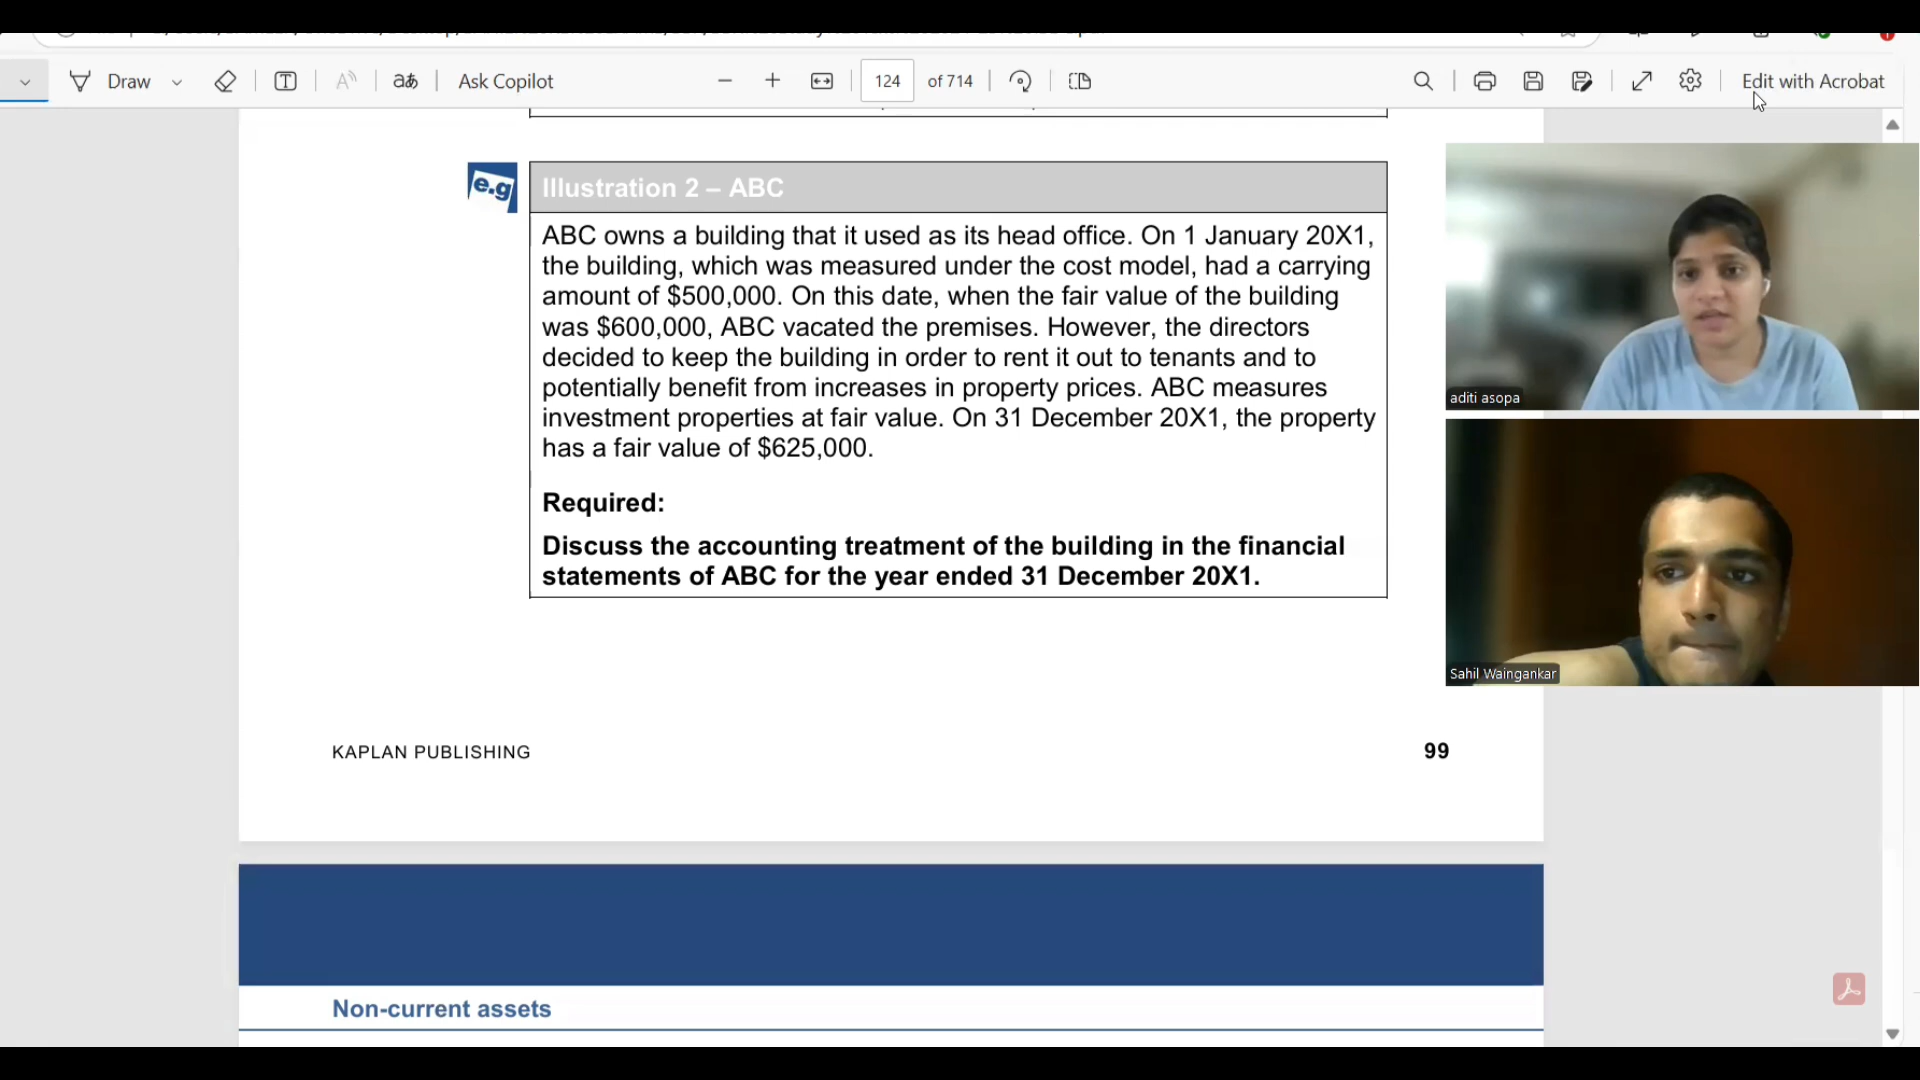 Draw
T
A
aあ
Ask Copilot
124
of 714
Edit with Acrobat
e.g
Illustration 2 – ABC
ABC owns a building that it used as its head office. On 1 January 20X1,
the building, which was measured under the cost model, had a carrying
amount of $500,000. On this date, when the fair value of the building
was $600,000, ABC vacated the premises. However, the directors
decided to keep the building in order to rent it out to tenants and to
potentially benefit from increases in property prices. ABC measures
investment properties at fair value. On 31 December 20X1, the property
has a fair value of $625,000.
Required:
Discuss the accounting treatment of the building in the financial
statements of ABC for the year ended 31 December 20X1.
aditi asopa
Sahil Waingankar
KAPLAN PUBLISHING
99
Non-current assets